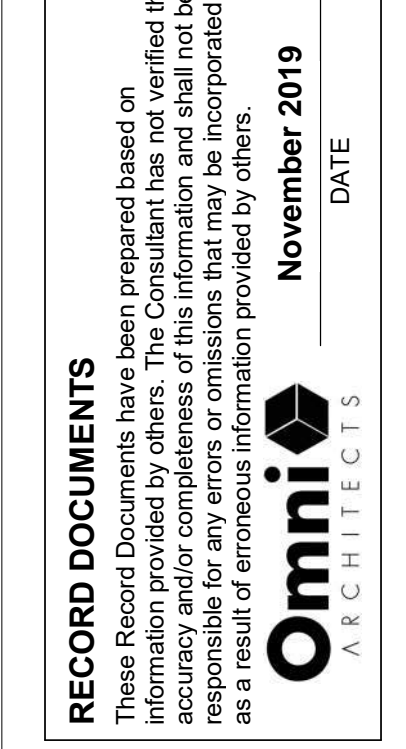 RECORD DOCUMENTS
These Record Documents have been prepared based on
information provided by others. The Consultant has not verified
accuracy and/or completeness of this information and shall not be
responsible for any errors or omissions that may be incorporated
as a result of erroneous information provided by others.
November 2019
DATE
Omni
ARCHITECTS